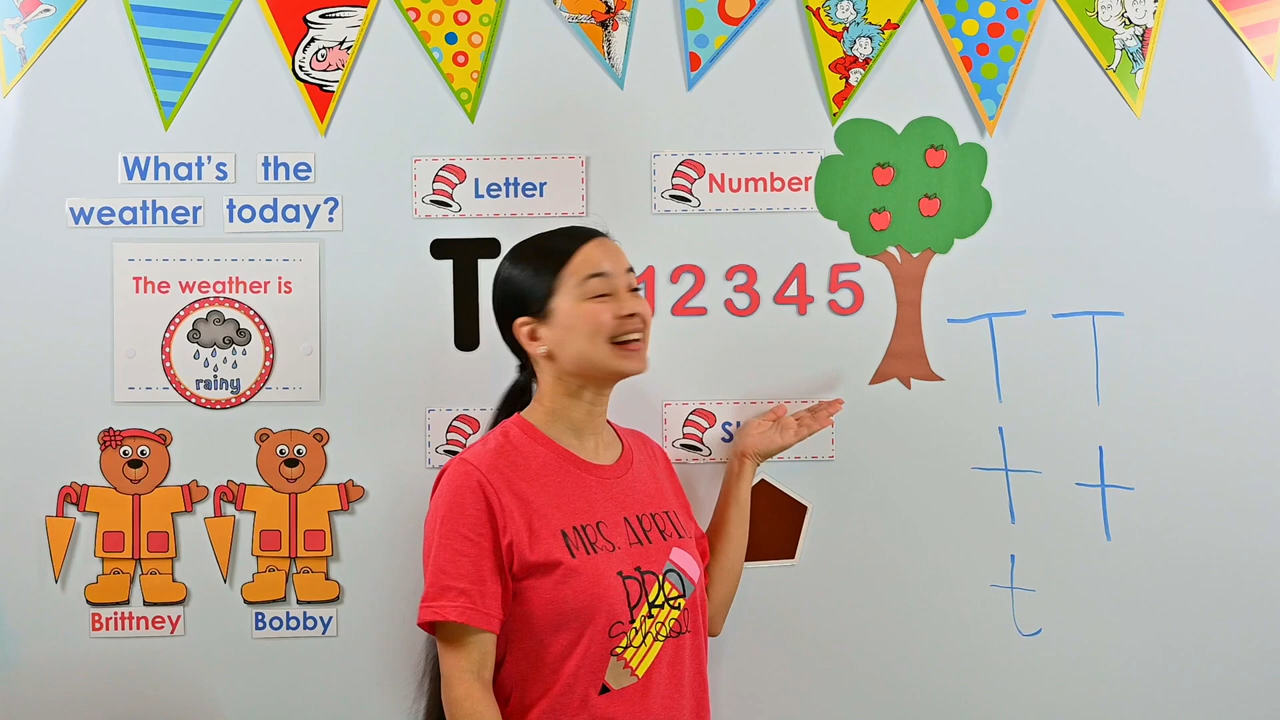 What's the
weather today?
The weather is
rainy
Brittney
Bobby
Letter
T
Number
12345
MRS. APRIL
PRE
School
T T
t t
t